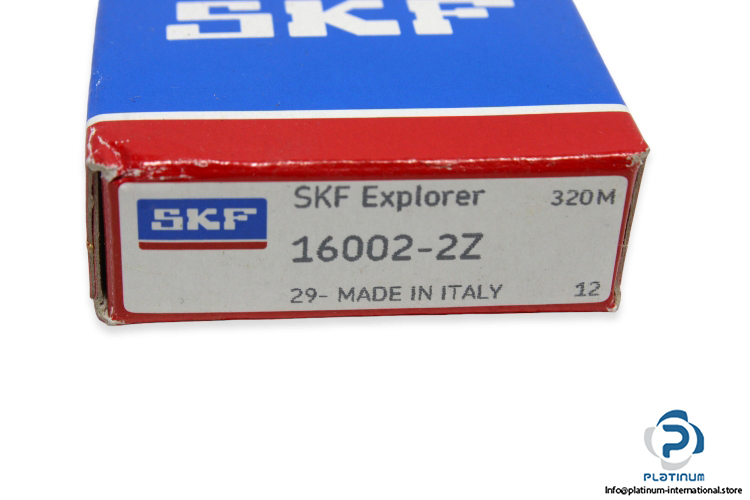 SKF
SKF
SKF Explorer 320M
16002-2Z
29- MADE IN ITALY 12
PLATINUM
Info@platinum-international.store